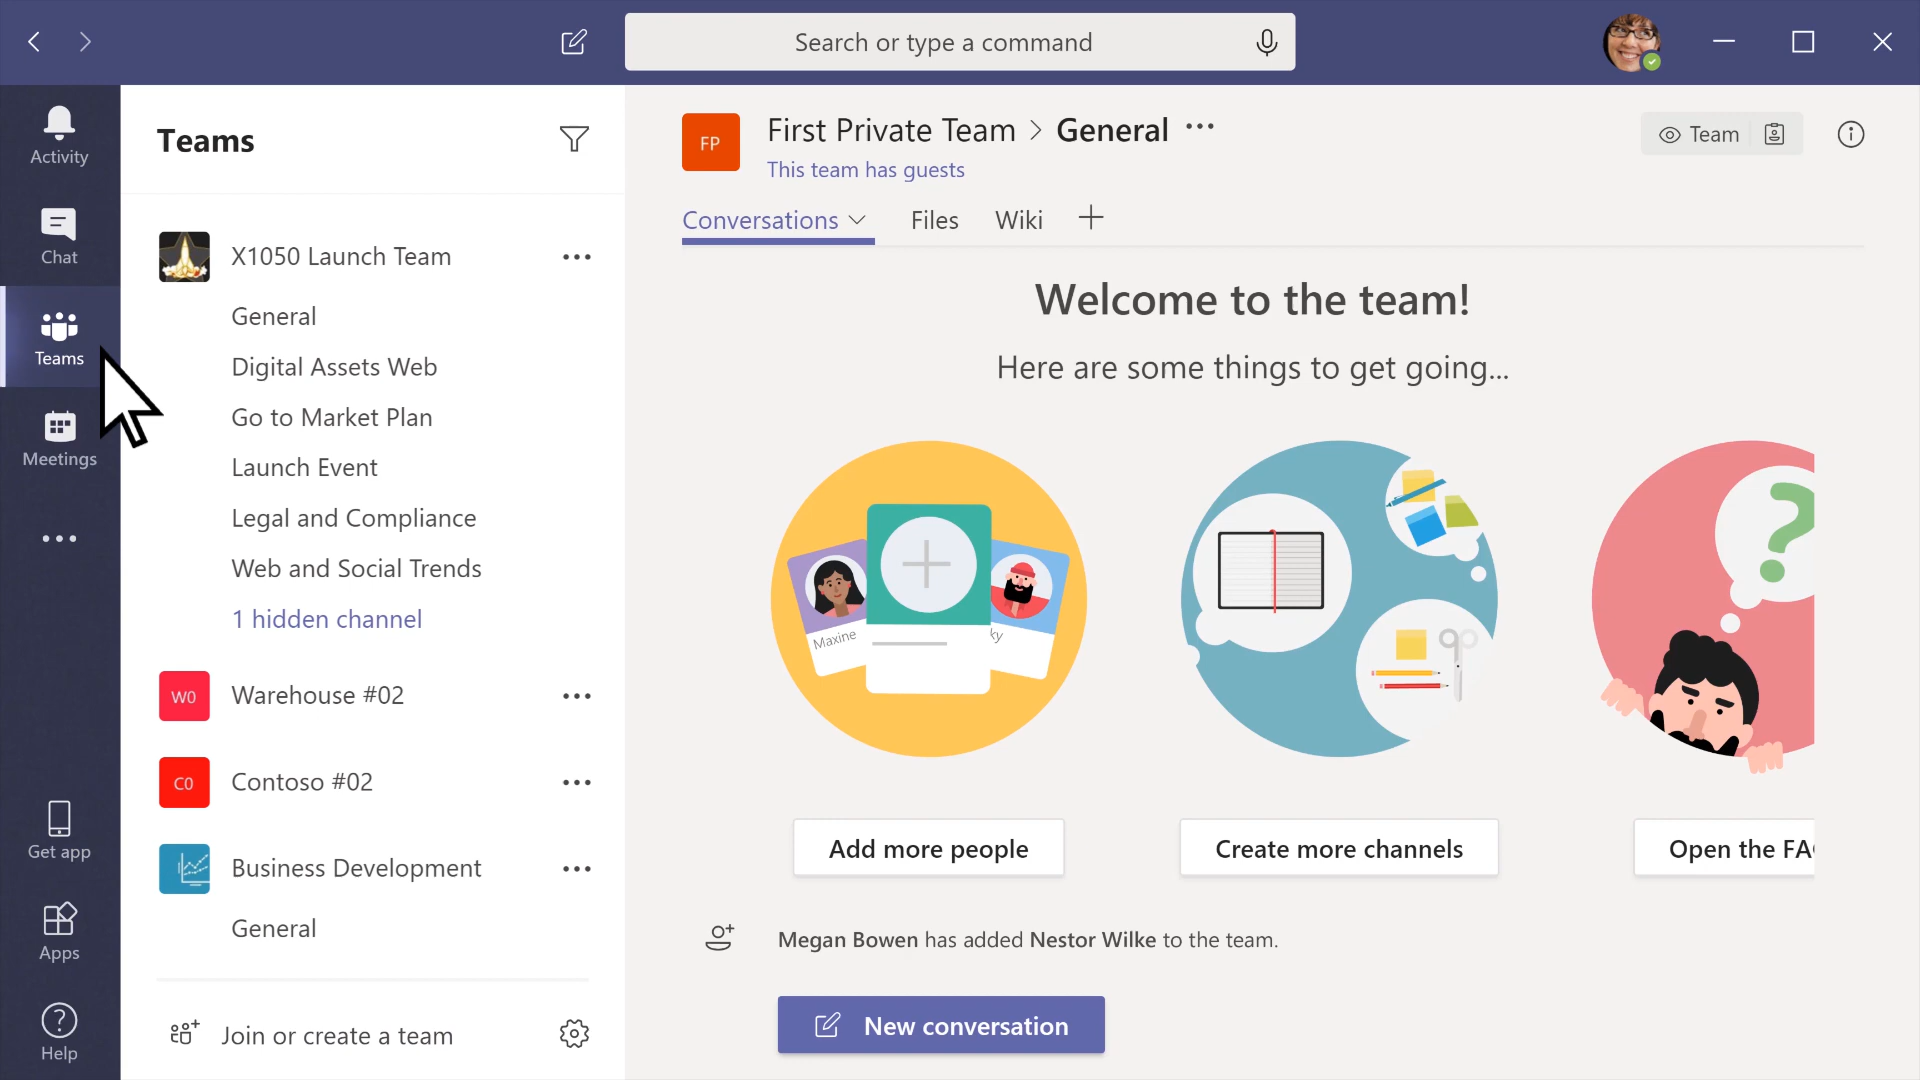 Search or type a command
Activity
Chat
Teams
Meetings
Get app
Apps
Help
Teams
X1050 Launch Team
General
Digital Assets Web
Go to Market Plan
Launch Event
Legal and Compliance
Web and Social Trends
1 hidden channel
W0
Warehouse #02
C0
Contoso #02
Business Development
General
Join or create a team
FP
First Private Team > General
This team has guests
Team
Conversations
Files
Wiki
Welcome to the team!
Here are some things to get going...
Maxine
ky
?
Add more people
Create more channels
Open the FA
Megan Bowen has added Nestor Wilke to the team.
New conversation